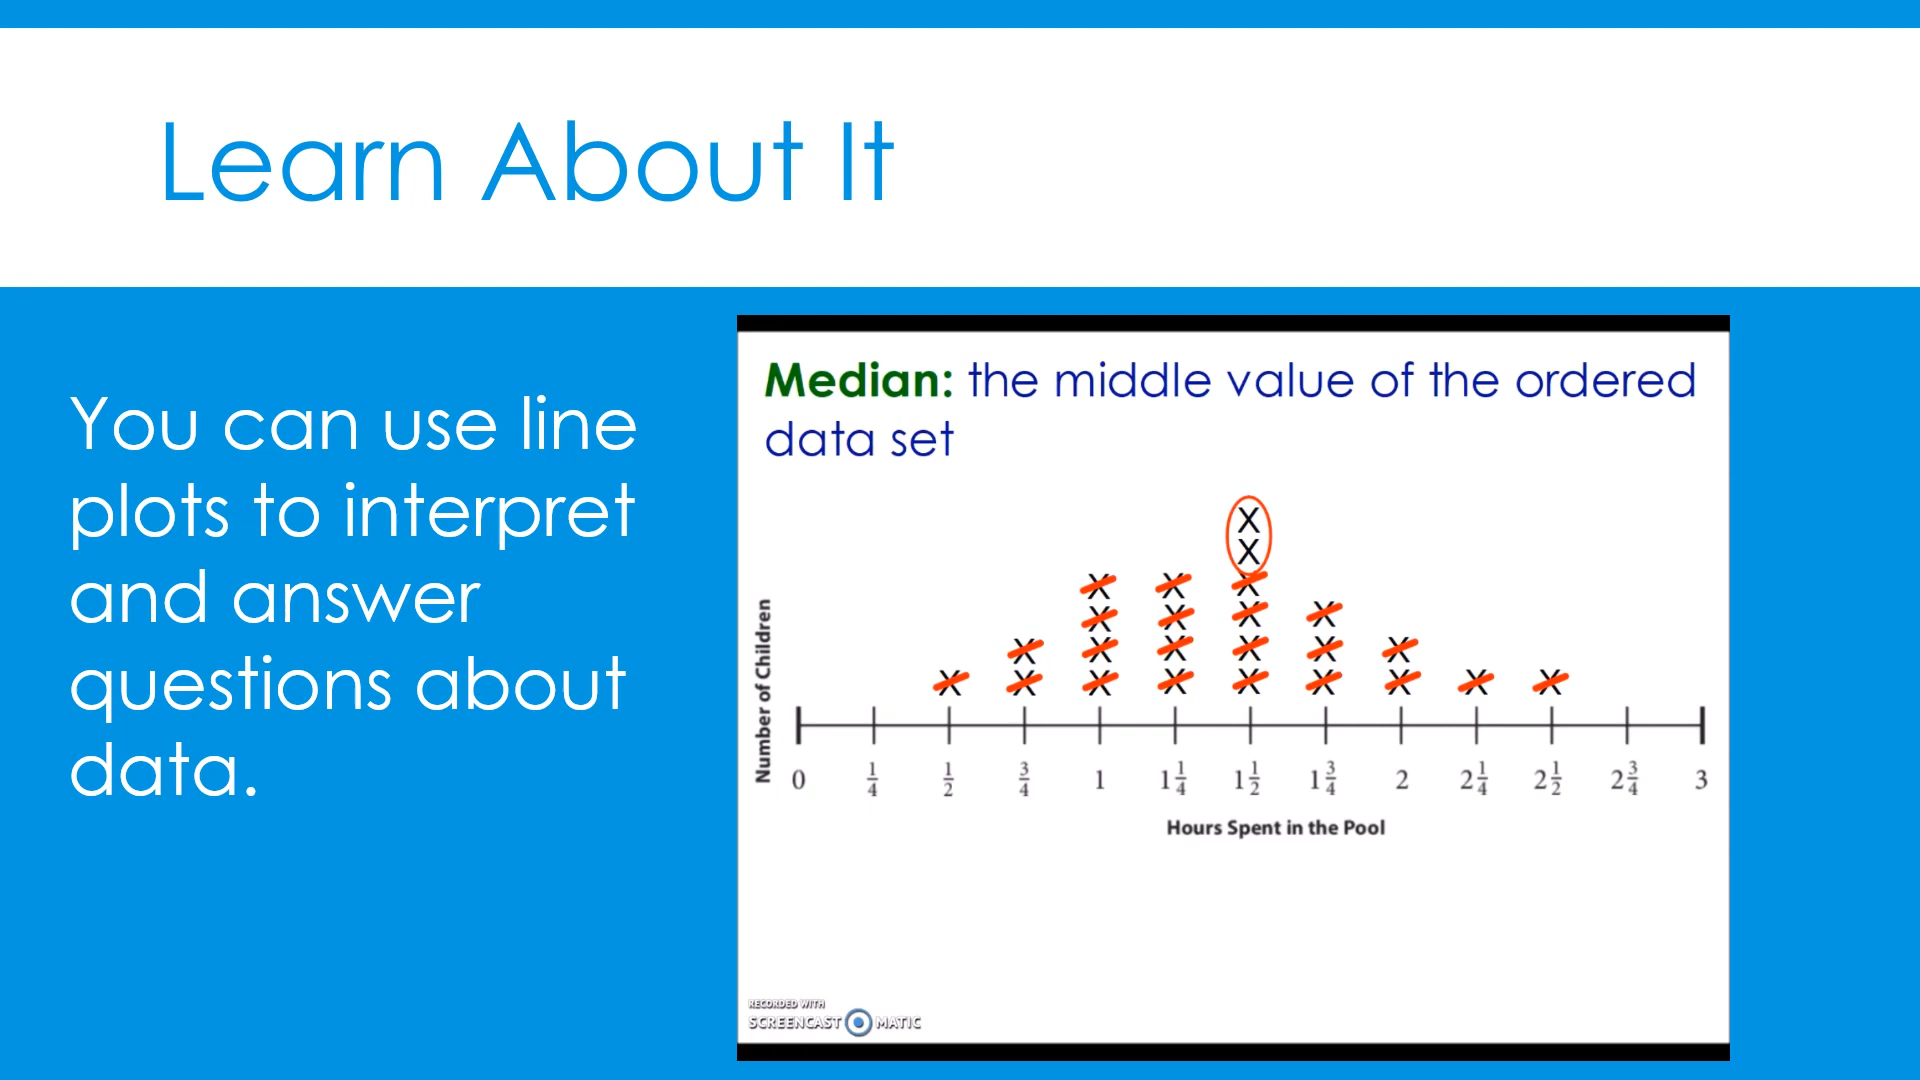 Learn About It
You can use line
plots to interpret
and answer
questions about
data.
Median: the middle value of the ordered
data set
X
X
X X X
X X X X
X X X X X X
X X X X X X X X X
Number of Children
0 1/4 1/2 3/4 1 1 1/4 1 1/2 1 3/4 2 2 1/4 2 1/2 2 3/4 3
Hours Spent in the Pool
RECORDED WITH
SCREENCAST MATIC